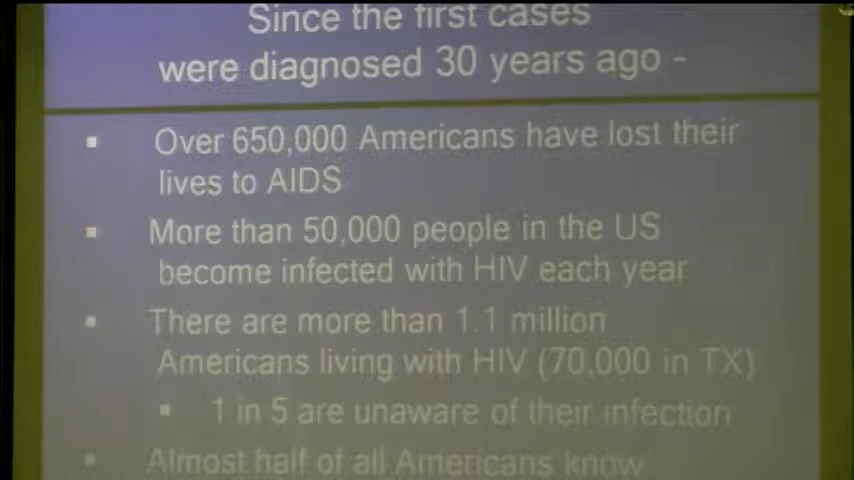 Since the first cases
were diagnosed 30 years ago -
▪ Over 650,000 Americans have lost their
lives to AIDS
▪ More than 50,000 people in the US
become infected with HIV each year
▪ There are more than 1.1 million
Americans living with HIV (70,000 in TX)
▪ 1 in 5 are unaware of their infection
▪ Almost half of all Americans know